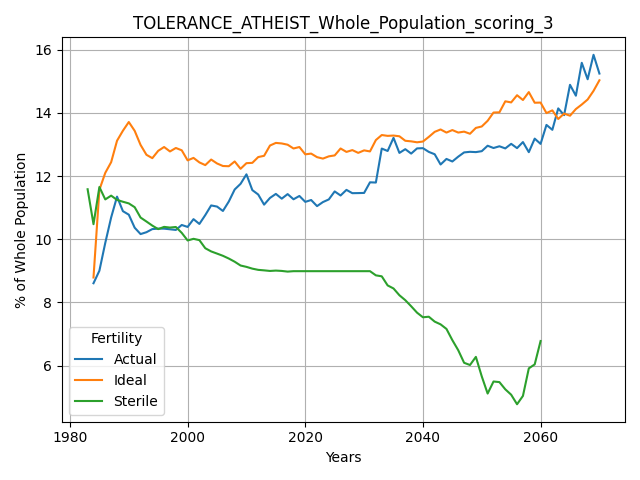 TOLERANCE_ATHEIST_Whole_Population_scoring_3
% of Whole Population
16
14
12
10
8
6
Fertility
Actual
Ideal
Sterile
1980
2000
2020
2040
2060
Years